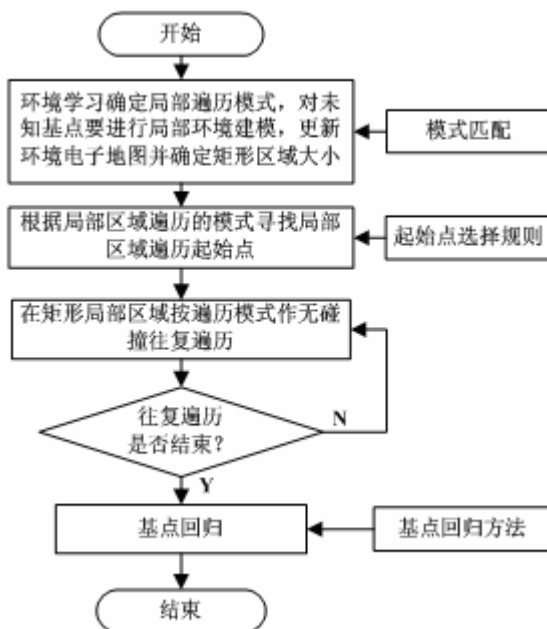 开始
环境学习确定局部遍历模式，对未
知基点要进行局部环境建模，更新
环境电子地图并确定矩形区域大小
模式匹配
根据局部区域遍历的模式寻找局部
区域遍历起始点
起始点选择规则
在矩形局部区域按遍历模式作无碰
撞往复遍历
往复遍历
是否结束？
N
Y
基点回归
基点回归方法
结束